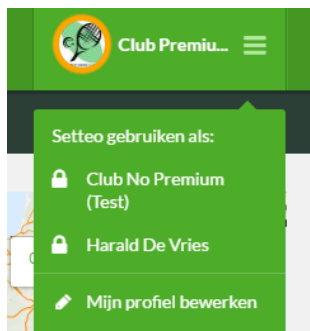 Club Premiu...
Setteo gebruiken als:
Club No Premium
(Test)
Harald De Vries
Mijn profiel bewerken